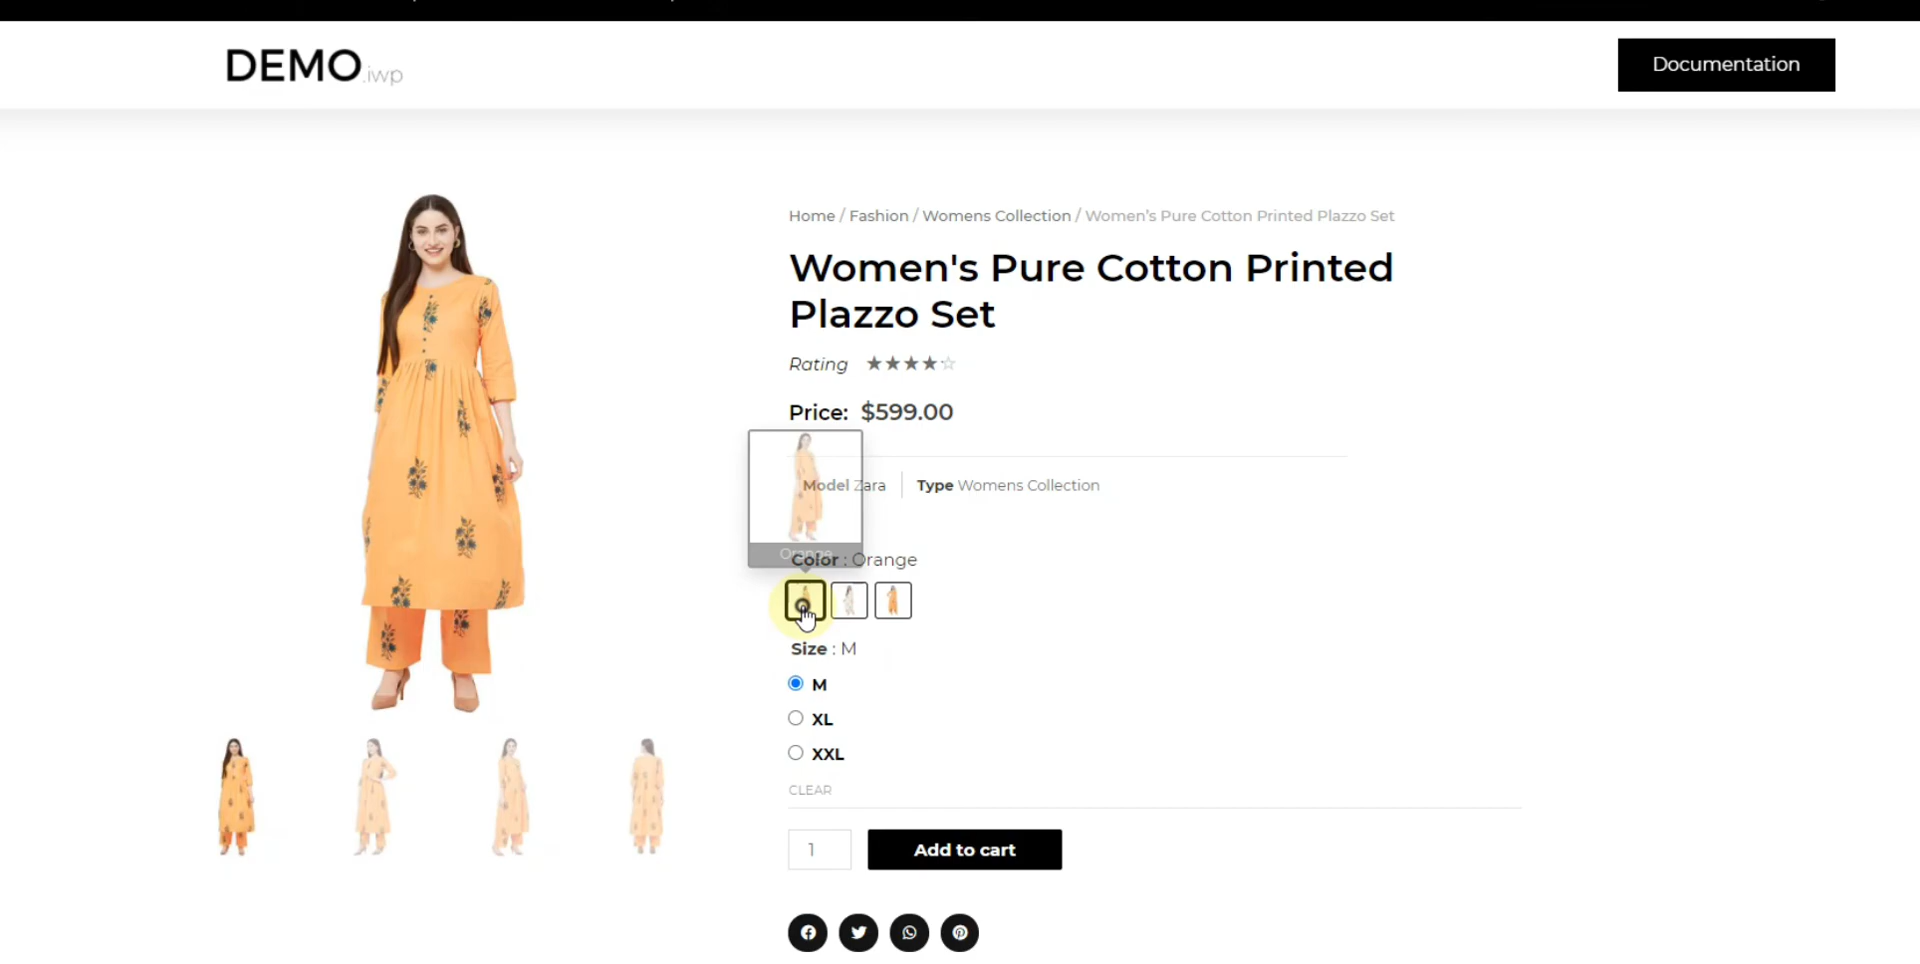 DEMO.iwp
Documentation
Home / Fashion / Womens Collection / Women's Pure Cotton Printed Plazzo Set
Women's Pure Cotton Printed
Plazzo Set
Rating
Price: $599.00
Model Zara
Type Womens Collection
Orange
Color : Orange
Size : M
M
XL
XXL
CLEAR
1
Add to cart